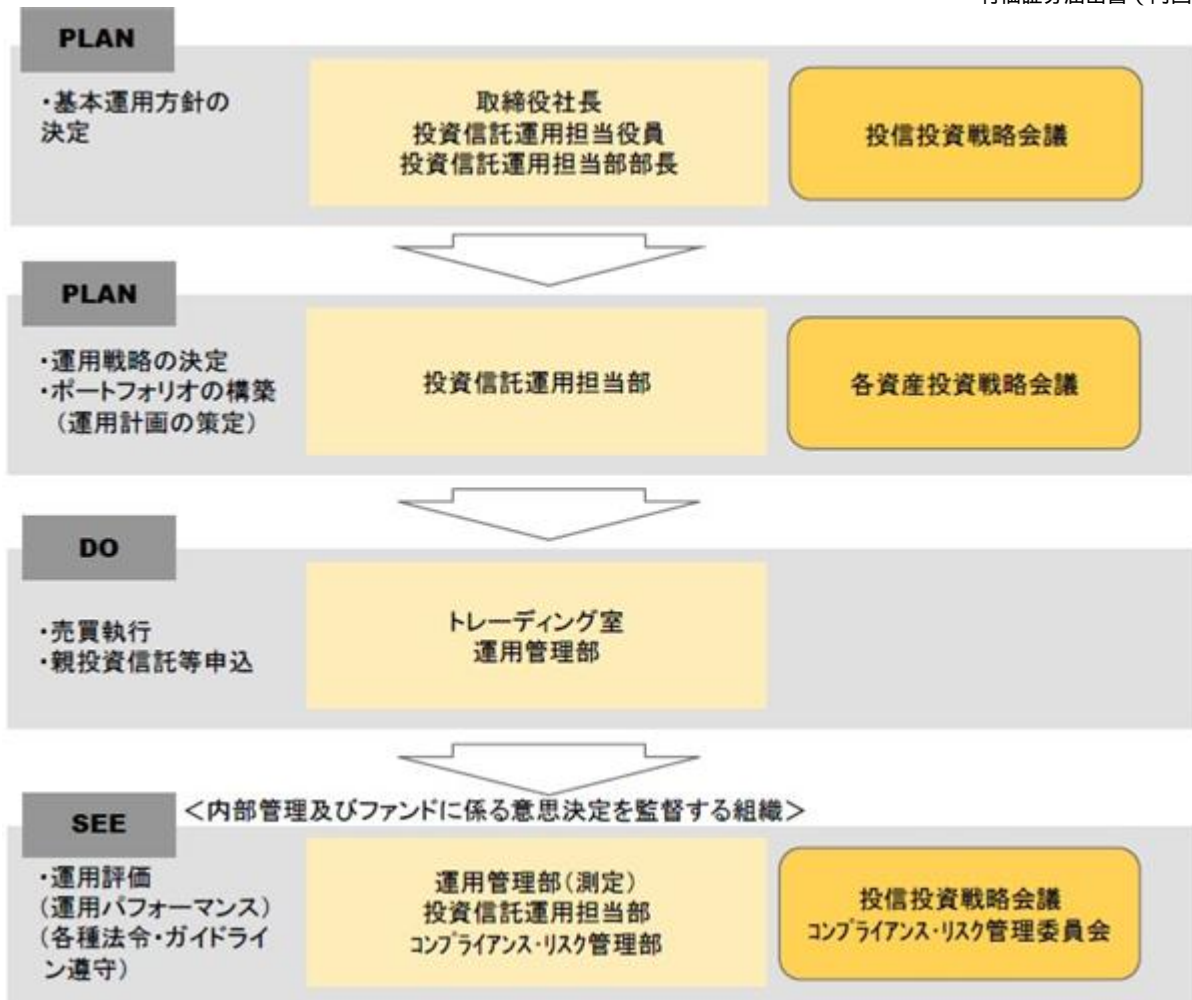 PLAN
・基本運用方針の
決定
取締役社長
投資信託運用担当役員
投資信託運用担当部部長
投信投資戦略会議
PLAN
・運用戦略の決定
・ポートフォリオの構築
（運用計画の策定）
投資信託運用担当部
各資産投資戦略会議
DO
・売買執行
・親投資信託等申込
トレーディング室
運用管理部
SEE
＜内部管理及びファンドに係る意思決定を監督する組織＞
・運用評価
（運用パフォーマンス）
（各種法令・ガイドライ
ン遵守）
運用管理部（測定）
投資信託運用担当部
ｺﾝﾌﾟﾗｲｱﾝｽ・ﾘｽｸ管理部
投信投資戦略会議
ｺﾝﾌﾟﾗｲｱﾝｽ・ﾘｽｸ管理委員会